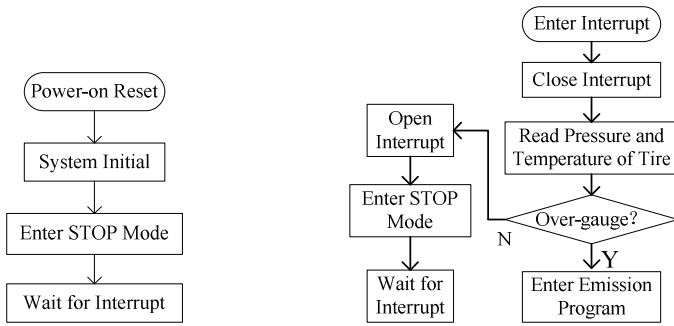 Power-on Reset
System Initial
Enter STOP Mode
Wait for Interrupt
Enter Interrupt
Close Interrupt
Read Pressure and
Temperature of Tire
Over-gauge?
N
Y
Open
Interrupt
Enter STOP
Mode
Wait for
Interrupt
Enter Emission
Program